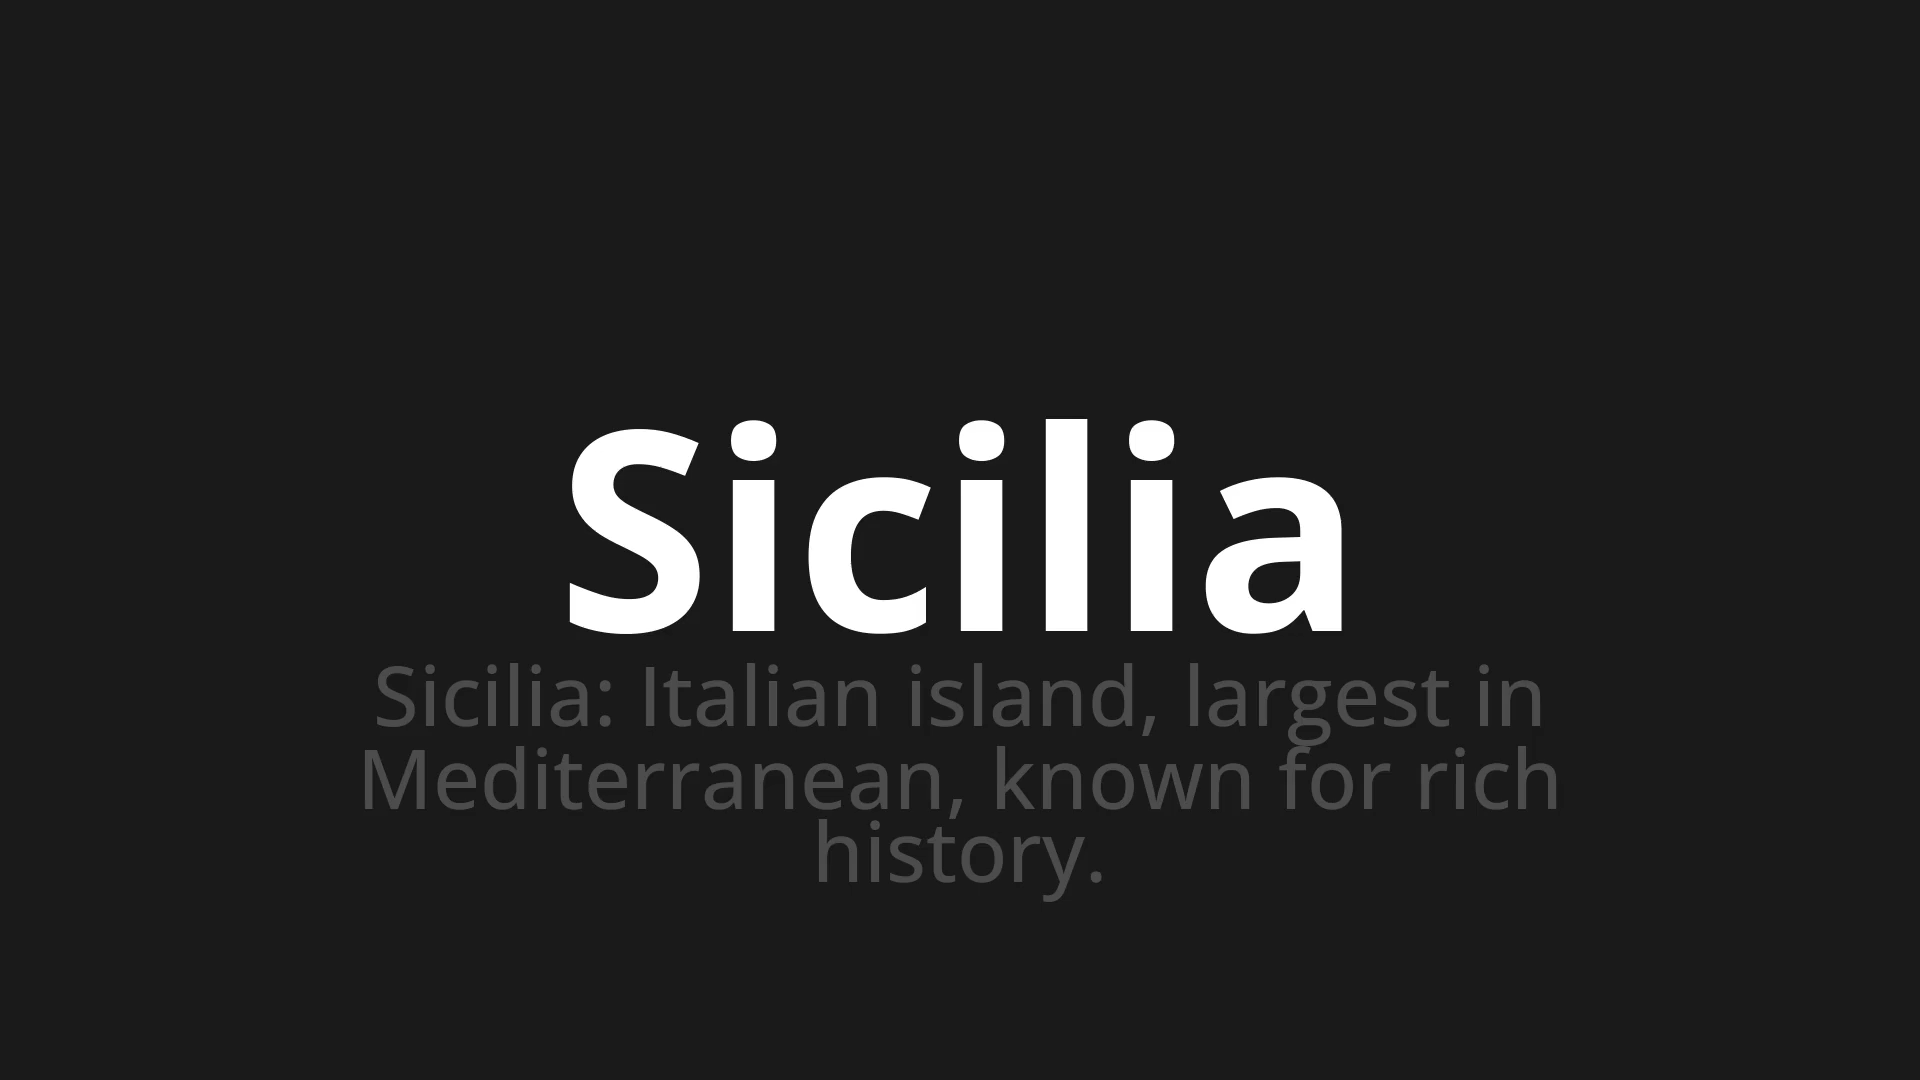 Sicilia
Sicilia: Italian island, largest in
Mediterranean, known for rich
history.